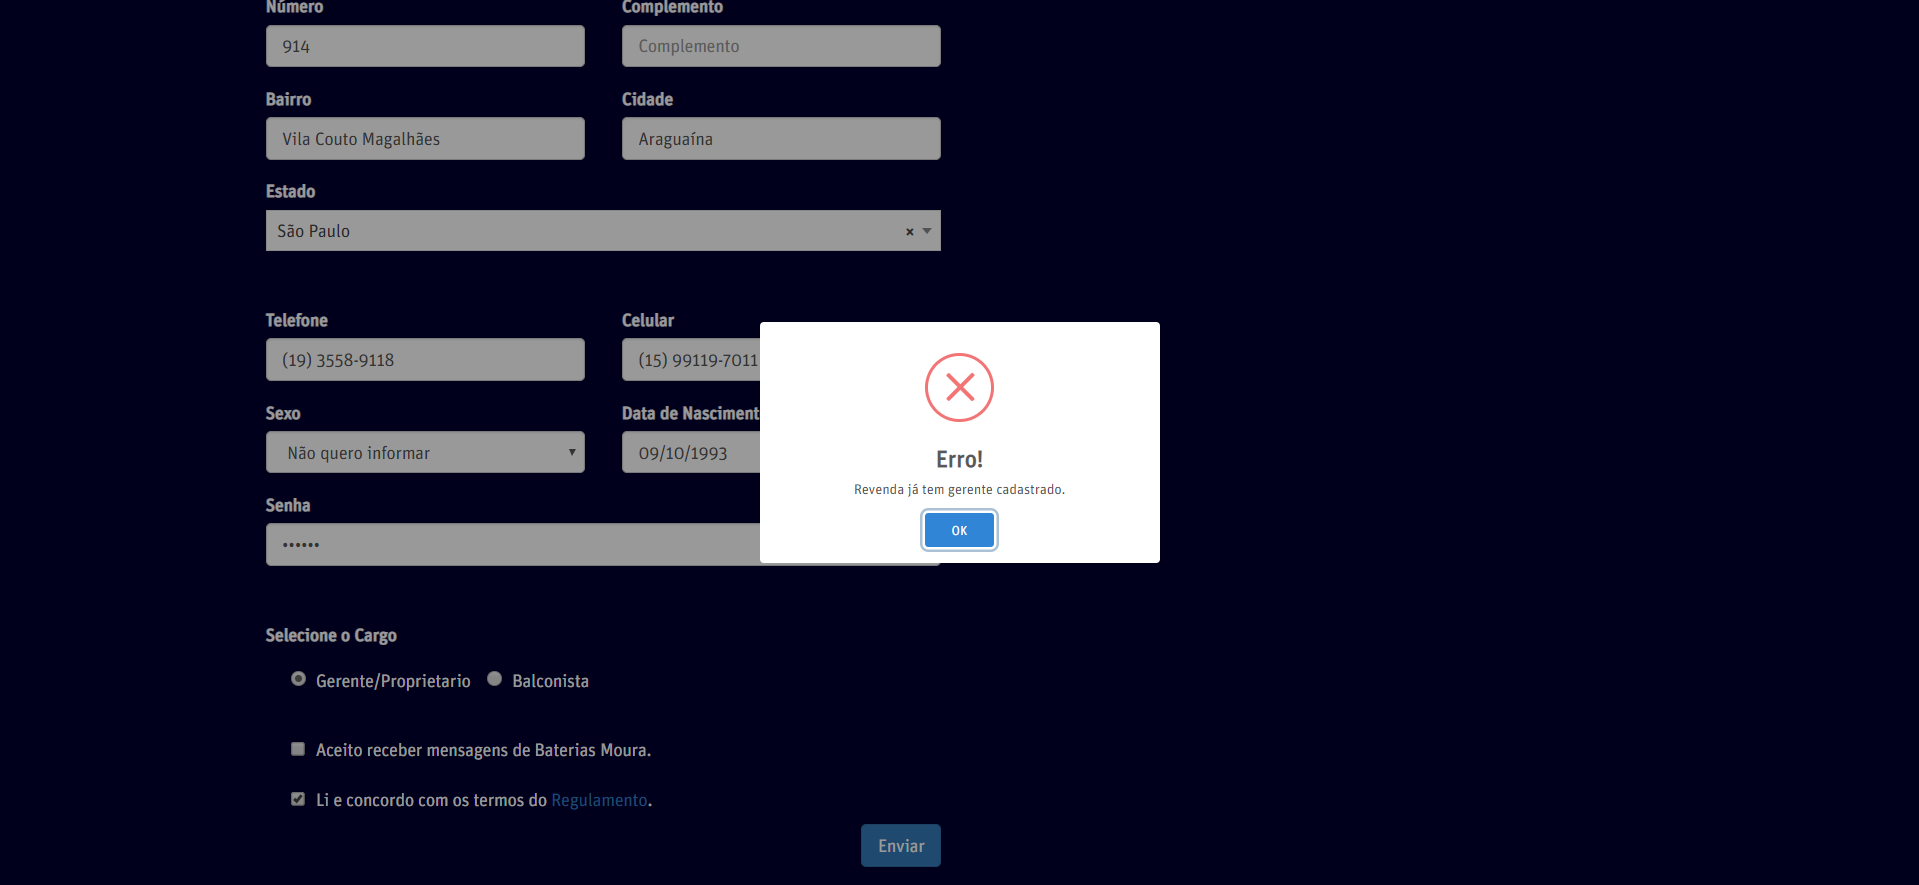 Número
Complemento
914
Complemento
Bairro
Cidade
Vila Couto Magalhães
Araguaína
Estado
São Paulo
×
Telefone
Celular
(19) 3558-9118
(15) 99119-7011
Sexo
Data de Nasciment
Não quero informar
09/10/1993
Senha
••••••
Erro!
Revenda já tem gerente cadastrado.
OK
Selecione o Cargo
Gerente/Proprietario
Balconista
Aceito receber mensagens de Baterias Moura.
Li e concordo com os termos do Regulamento.
Enviar